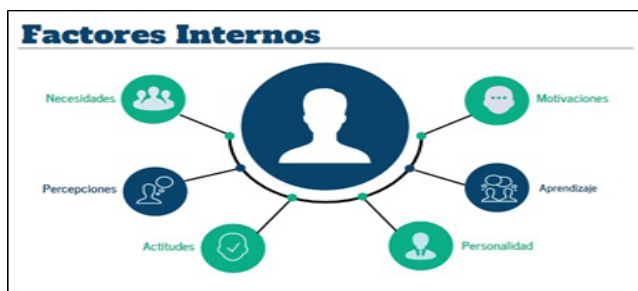 Factores Internos
Necesidades
Motivaciones
Percepciones
Aprendizaje
Actitudes
Personalidad